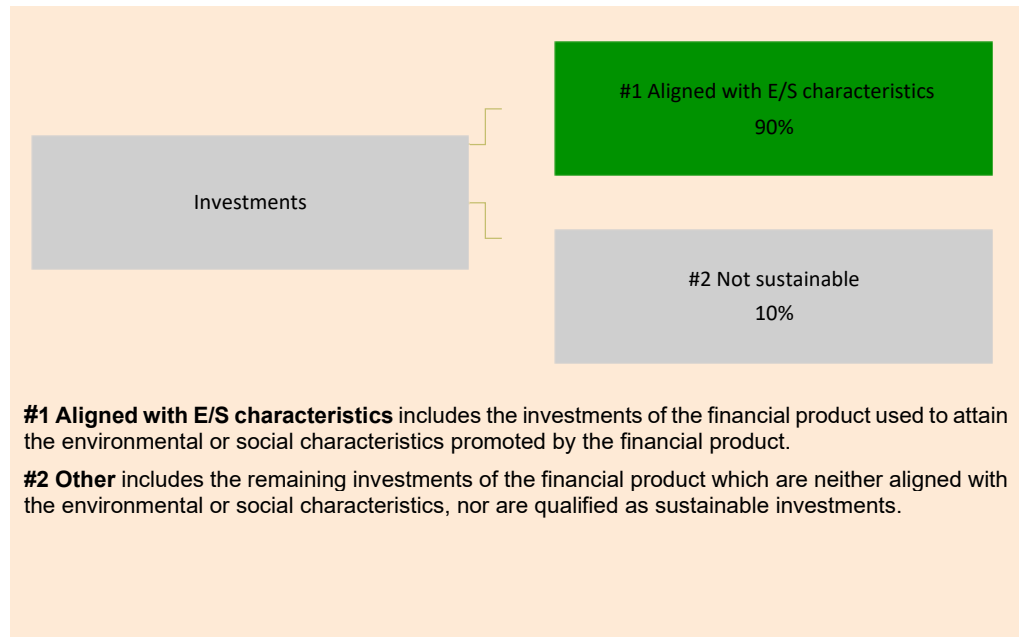 #1 Aligned with E/S characteristics
90%
Investments
#2 Not sustainable
10%
#1 Aligned with E/S characteristics includes the investments of the financial product used to attain
the environmental or social characteristics promoted by the financial product.
#2 Other includes the remaining investments of the financial product which are neither aligned with
the environmental or social characteristics, nor are qualified as sustainable investments.